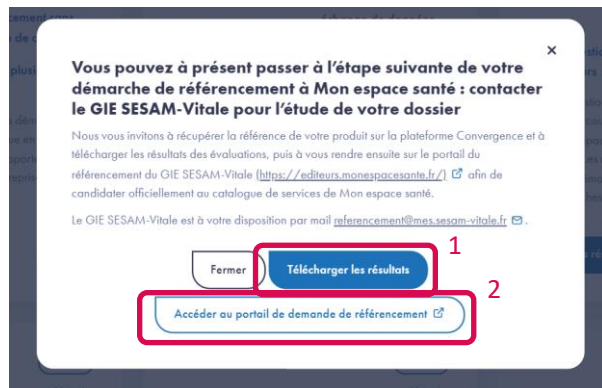 échange de données
×
Vous pouvez à présent passer à l'étape suivante de votre
démarche de référencement à Mon espace santé : contacter
le GIE SESAM-Vitale pour l'étude de votre dossier
Nous vous invitons à récupérer la référence de votre produit sur la plateforme Convergence et à
télécharger les résultats des évaluations, puis à vous rendre ensuite sur le portail du
référencement du GIE SESAM-Vitale (https://editeurs.monespacesante.fr/) afin de
candidater officiellement au catalogue de services de Mon espace santé.
Le GIE SESAM-Vitale est à votre disposition par mail referencement@mes.sesam-vitale.fr .
1
Fermer Télécharger les résultats
2
Accéder au portail de demande de référencement